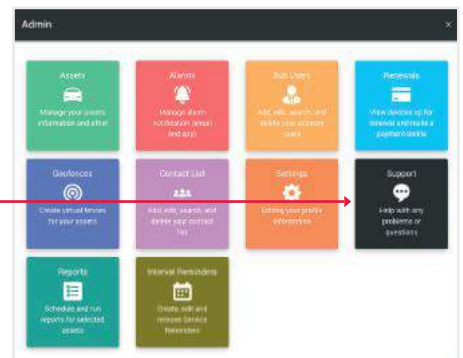 Admin ×
Assets
Manage your assets
information and other
Alarms
Manage alarm
notification (email
and app)
Sub Users
Add, edit, search, and
delete your account
users
Renewals
View devices up for
renewal and make a
payment online
Geofences
Create virtual fences
for your assets
Contact List
Add, edit, search, and
delete your contact
list
Settings
Editing your profile
information
Support
Help with any
problems or
questions
Reports
Schedule and run
reports for selected
assets
Interval Reminders
Create, edit and
remove Service
Reminders